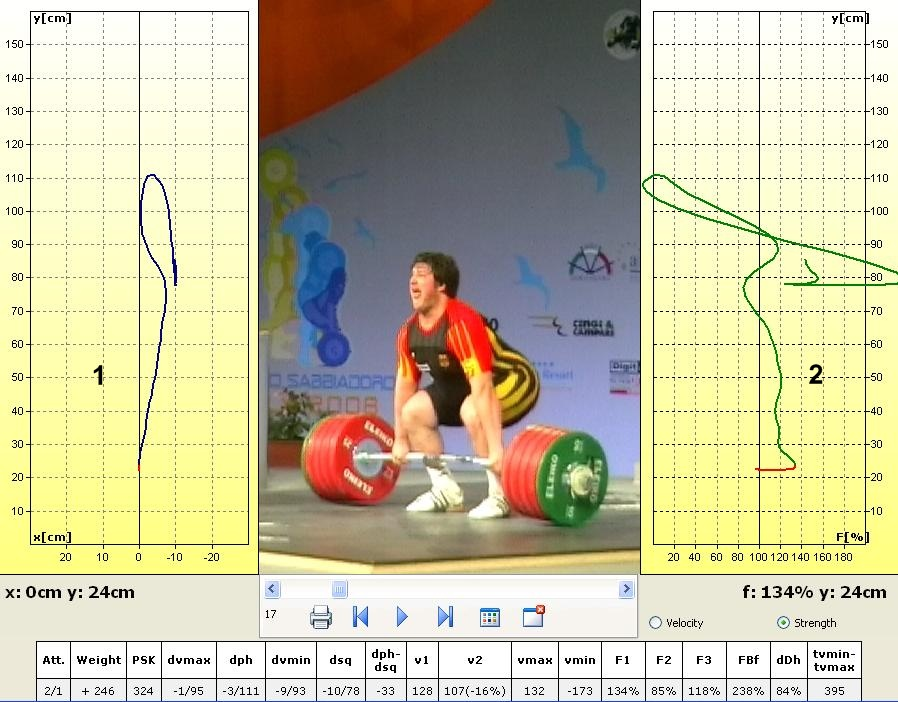 y[cm]
150
140
130
120
110
100
90
80
70
60
50
40
30
20
10
x[cm]
20 10 0 -10 -20
1
SABBIADORO
2008
CINGI &
Digit
ELEIKO
ELEIKO
ELEIKO
y[cm]
150
140
130
120
110
100
90
80
70
60
50
40
30
20
10
F[%]
20 40 60 80 100 120 140 160 180
2
x: 0cm y: 24cm
17
f: 134% y: 24cm
Velocity Strength
Att. Weight PSK dvmax dph dvmin dsq dph-dsq v1 v2 vmax vmin F1 F2 F3 FBf dDh tvmin-tvmax
2/1 + 246 324 -1/95 -3/111 -9/93 -10/78 -33 128 107(-16%) 132 -173 134% 85% 118% 238% 84% 395